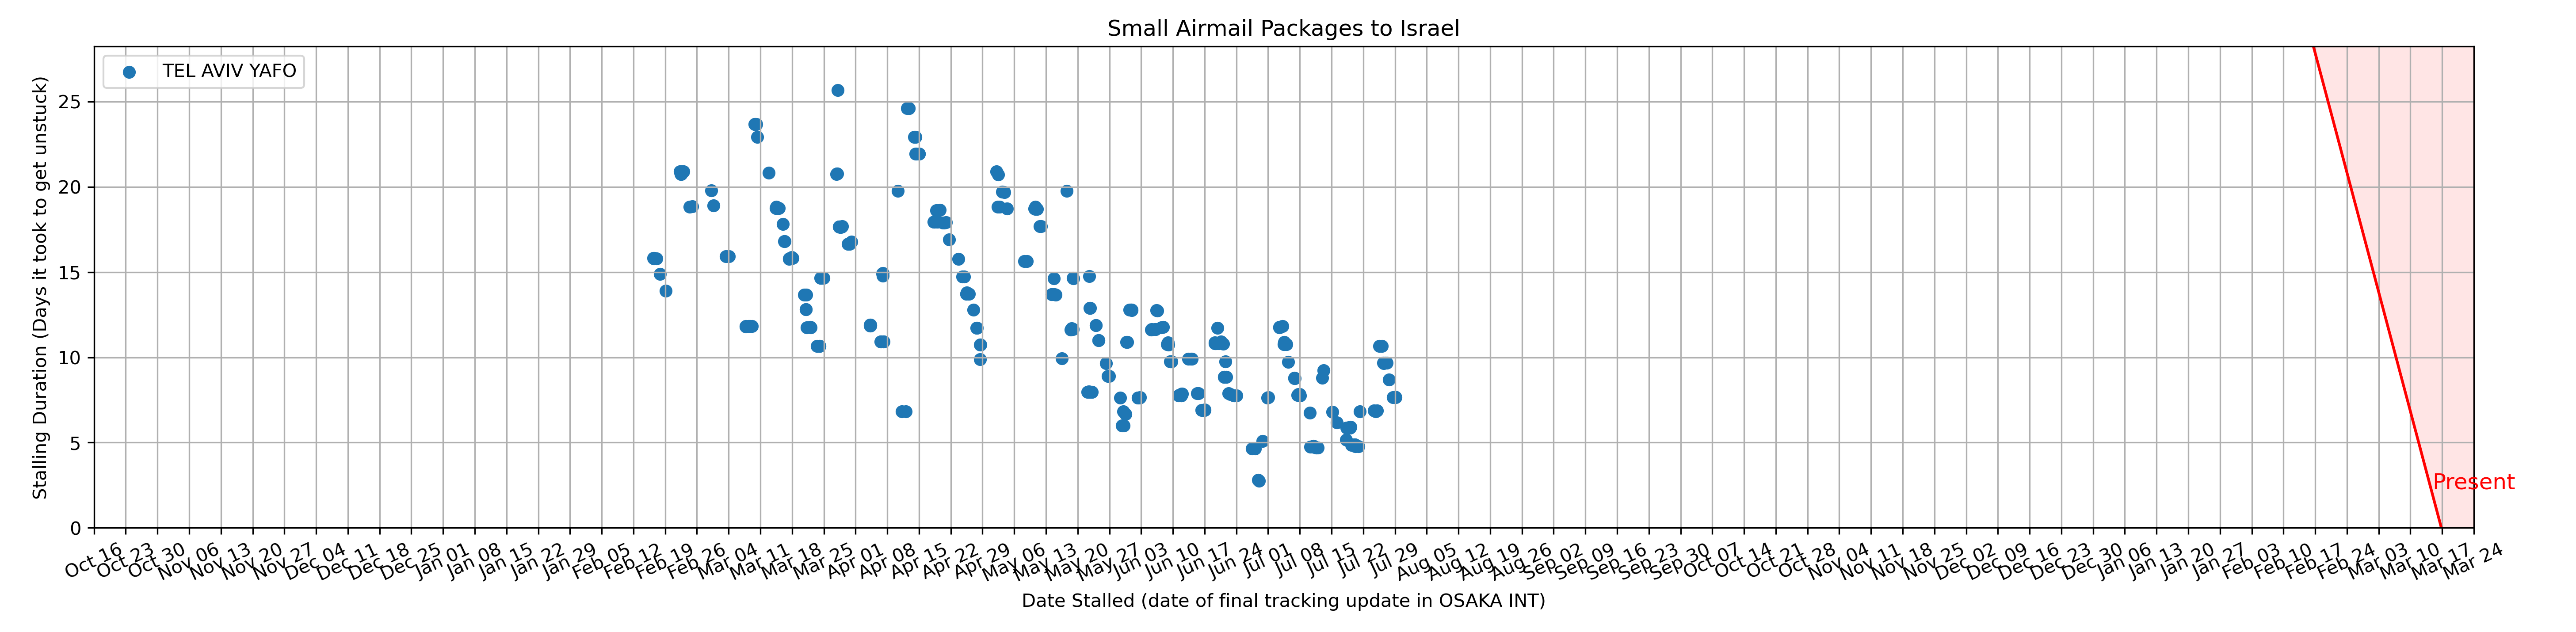 Small Airmail Packages to Israel
TEL AVIV YAFO
Stalling Duration (Days it took to get unstuck)
25
20
15
10
5
0
Present
Oct 16
Oct 23
Oct 30
Nov 06
Nov 13
Nov 20
Nov 27
Dec 04
Dec 11
Dec 18
Dec 25
Jan 01
Jan 08
Jan 15
Jan 22
Jan 29
Feb 05
Feb 12
Feb 19
Feb 26
Mar 04
Mar 11
Mar 18
Mar 25
Apr 01
Apr 08
Apr 15
Apr 22
Apr 29
May 06
May 13
May 20
May 27
Jun 03
Jun 10
Jun 17
Jun 24
Jul 01
Jul 08
Jul 15
Jul 22
Jul 29
Aug 05
Aug 12
Aug 19
Aug 26
Sep 02
Sep 09
Sep 16
Sep 23
Sep 30
Oct 07
Oct 14
Oct 21
Oct 28
Nov 04
Nov 11
Nov 18
Nov 25
Dec 02
Dec 09
Dec 16
Dec 23
Dec 30
Jan 06
Jan 13
Jan 20
Jan 27
Feb 03
Feb 10
Feb 17
Feb 24
Mar 03
Mar 10
Mar 17
Mar 24
Date Stalled (date of final tracking update in OSAKA INT)